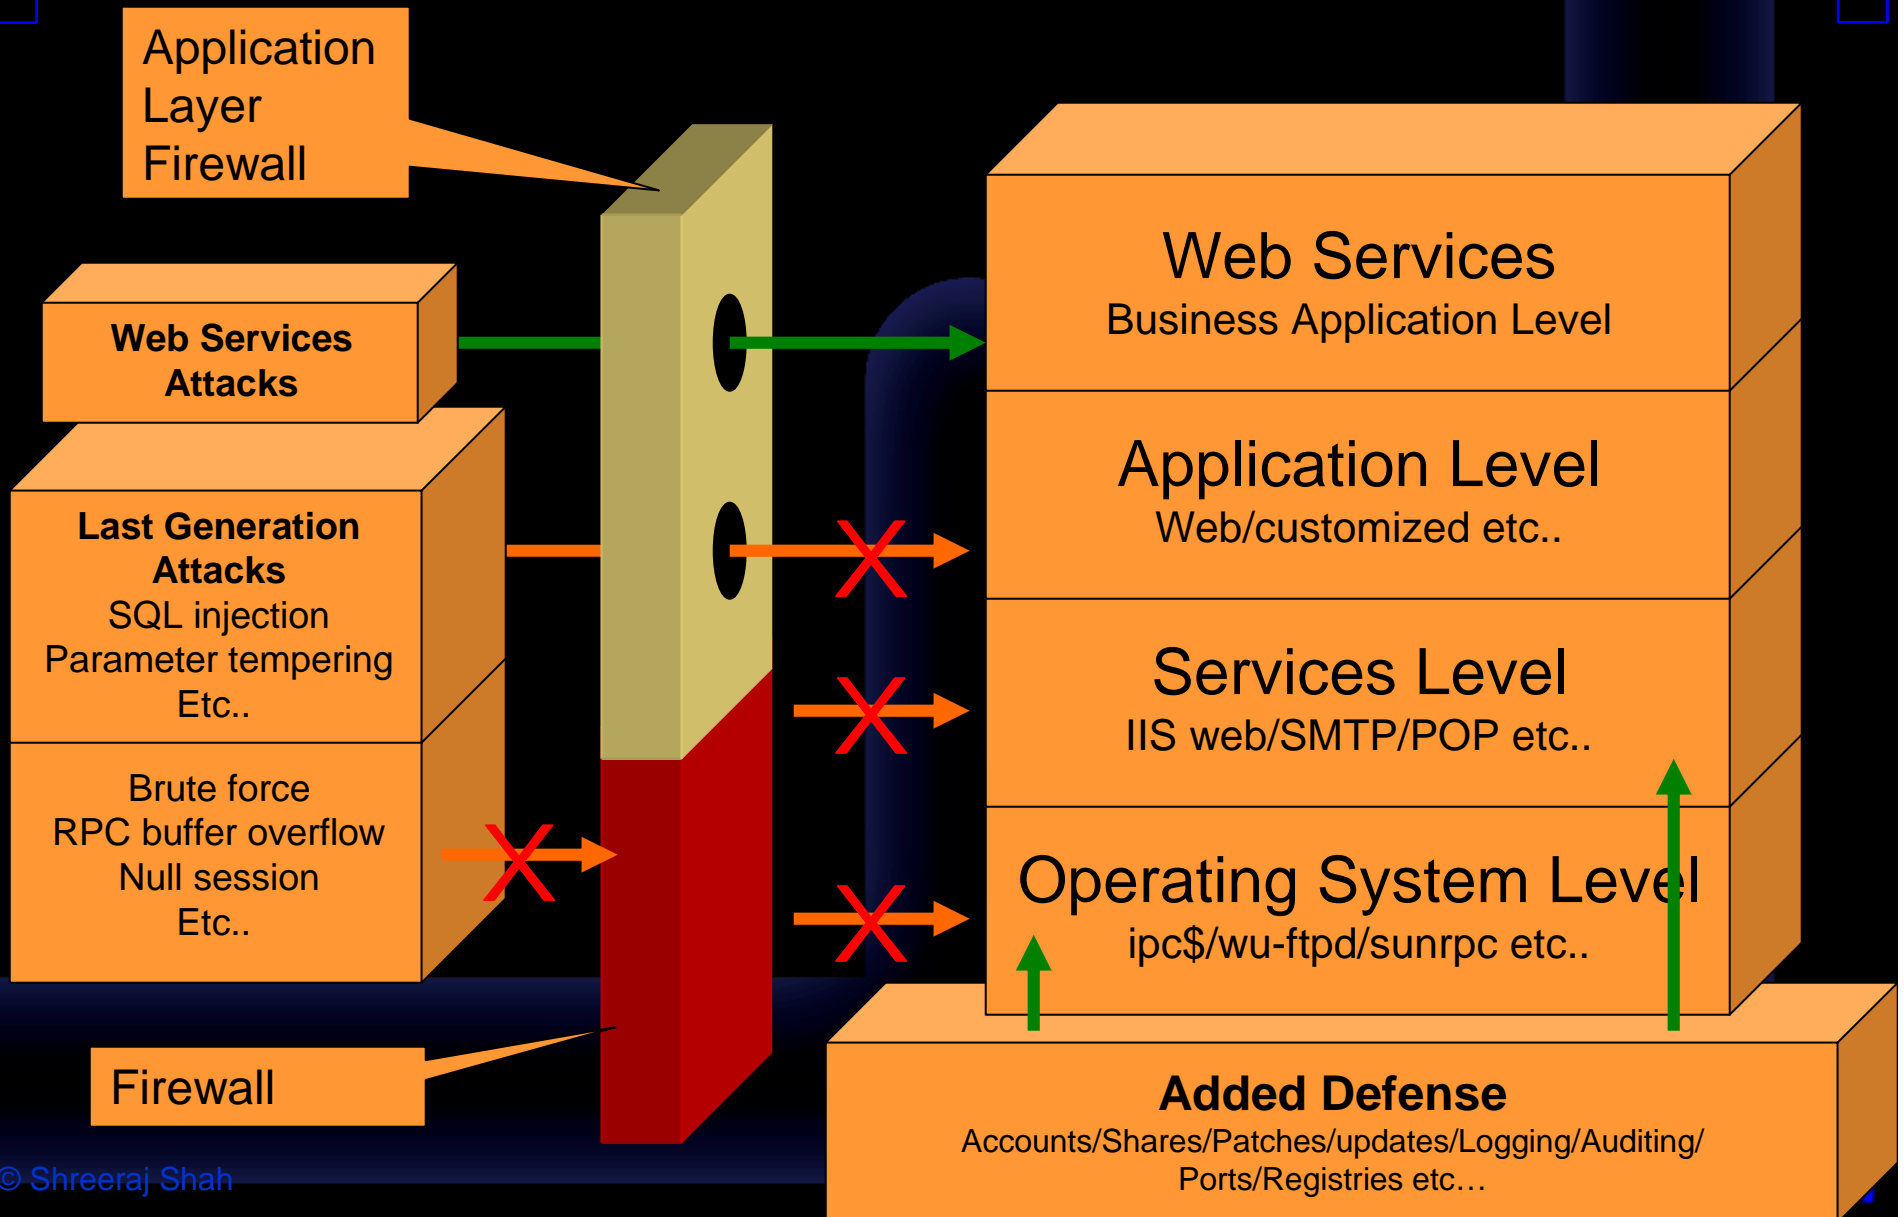 Application
Layer
Firewall
Web Services
Attacks
Last Generation
Attacks
SQL injection
Parameter tempering
Etc..
Brute force
RPC buffer overflow
Null session
Etc..
Firewall
Web Services
Business Application Level
Application Level
Web/customized etc..
Services Level
IIS web/SMTP/POP etc..
Operating System Level
ipc$/wu-ftpd/sunrpc etc..
Added Defense
Accounts/Shares/Patches/updates/Logging/Auditing/
Ports/Registries etc…
© Shreeraj Shah